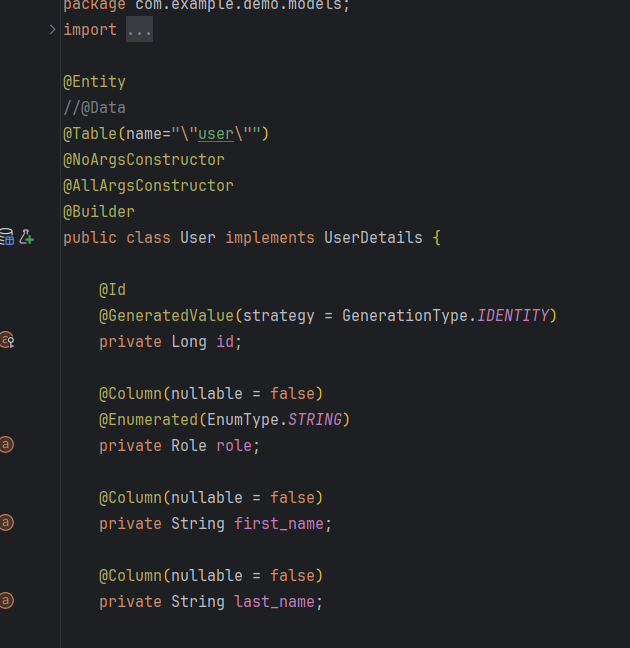 package com.example.demo.models;
import ...
@Entity
//@Data
@Table(name="\"user\"")
@NoArgsConstructor
@AllArgsConstructor
@Builder
public class User implements UserDetails {
@Id
@GeneratedValue(strategy = GenerationType.IDENTITY)
private Long id;
@Column(nullable = false)
@Enumerated(EnumType.STRING)
private Role role;
@Column(nullable = false)
private String first_name;
@Column(nullable = false)
private String last_name;